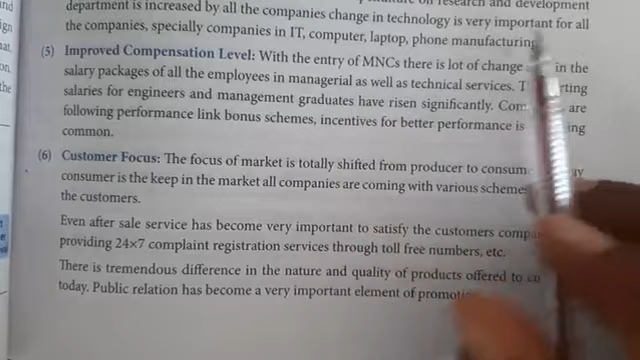 research and development
department is increased by all the companies change in technology is very important for all
the companies, specially companies in IT, computer, laptop, phone manufacturing
(5) Improved Compensation Level: With the entry of MNCs there is lot of change in the
salary packages of all the employees in managerial as well as technical services.
salaries for engineers and management graduates have risen significantly. are
following performance link bonus schemes, incentives for better performance is
common.
(6) Customer Focus: The focus of market is totally shifted from producer to
consumer is the keep in the market all companies are coming with various schemes
the customers.
Even after sale service has become very important to satisfy the customers
providing 24×7 complaint registration services through toll free numbers, etc.
There is tremendous difference in the nature and quality of products offered to
today. Public relation has become a very important element of
the